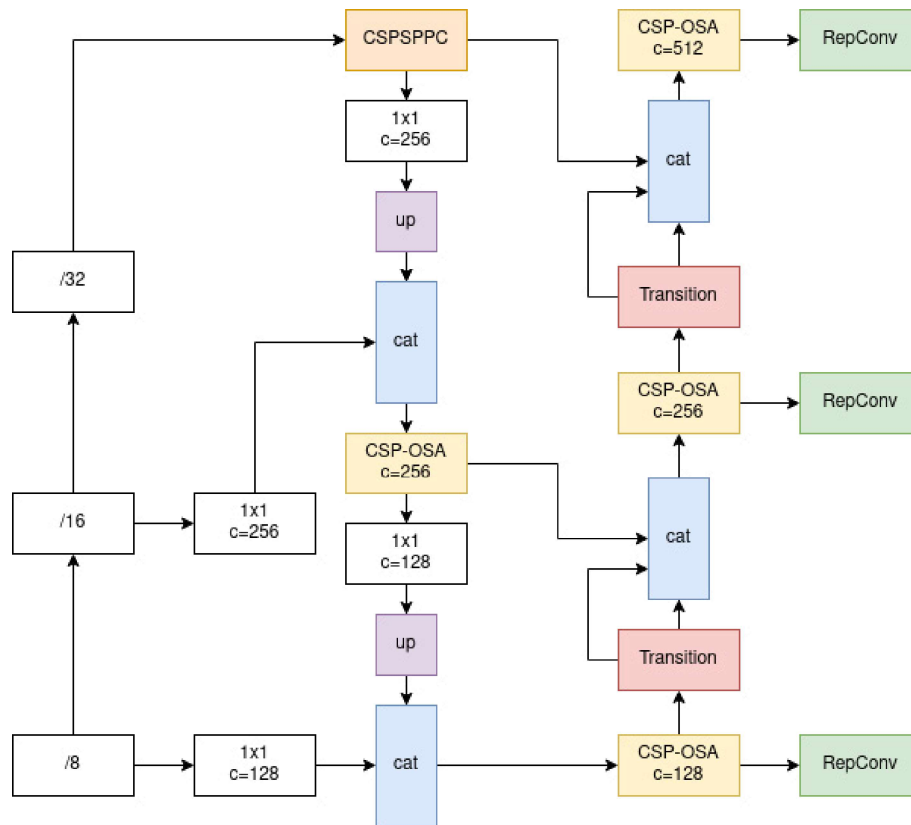 CSPSPPC
CSP-OSA
c=512
RepConv
1x1
c=256
cat
up
/32
Transition
cat
CSP-OSA
c=256
RepConv
CSP-OSA
c=256
/16
1x1
c=256
1x1
c=128
cat
up
Transition
/8
1x1
c=128
cat
CSP-OSA
c=128
RepConv